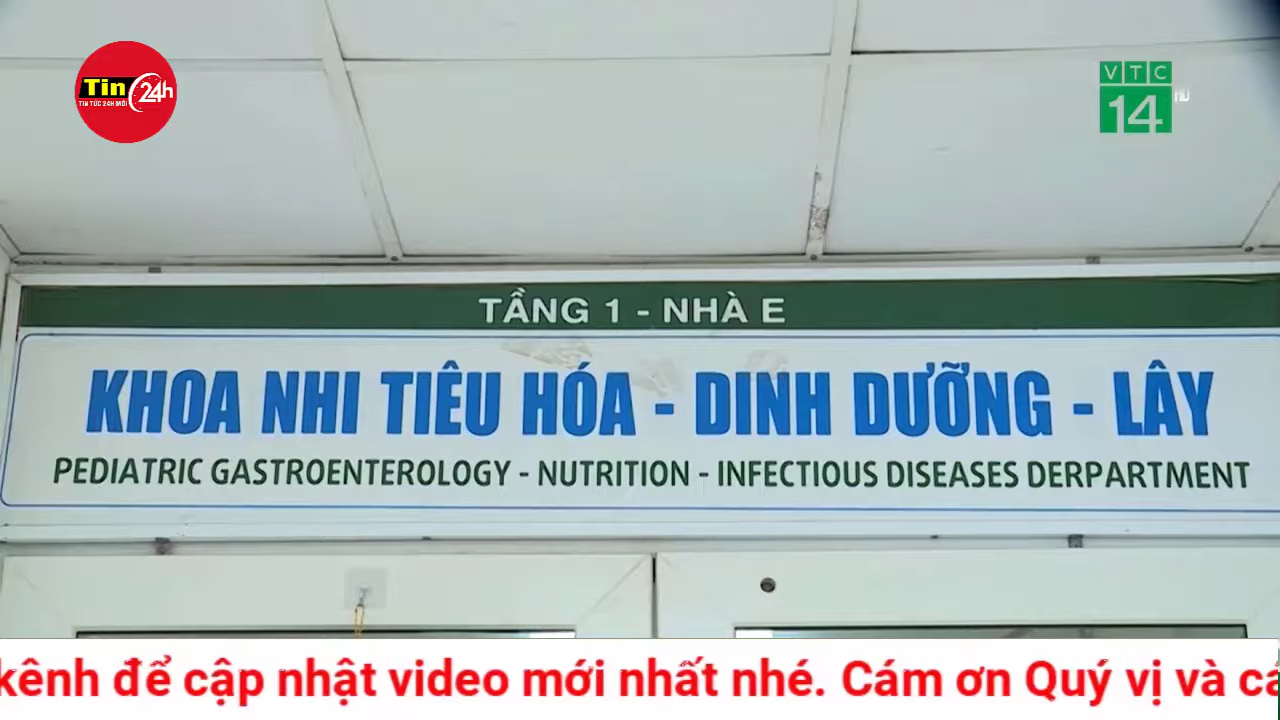 Tin 24h
TIN TỨC 24H MỚI
VTC
14 HD
TẦNG 1 - NHÀ E
KHOA NHI TIÊU HÓA - DINH DƯỠNG - LÂY
PEDIATRIC GASTROENTEROLOGY - NUTRITION - INFECTIOUS DISEASES DERPARTMENT
kênh để cập nhật video mới nhất nhé. Cám ơn Quý vị và